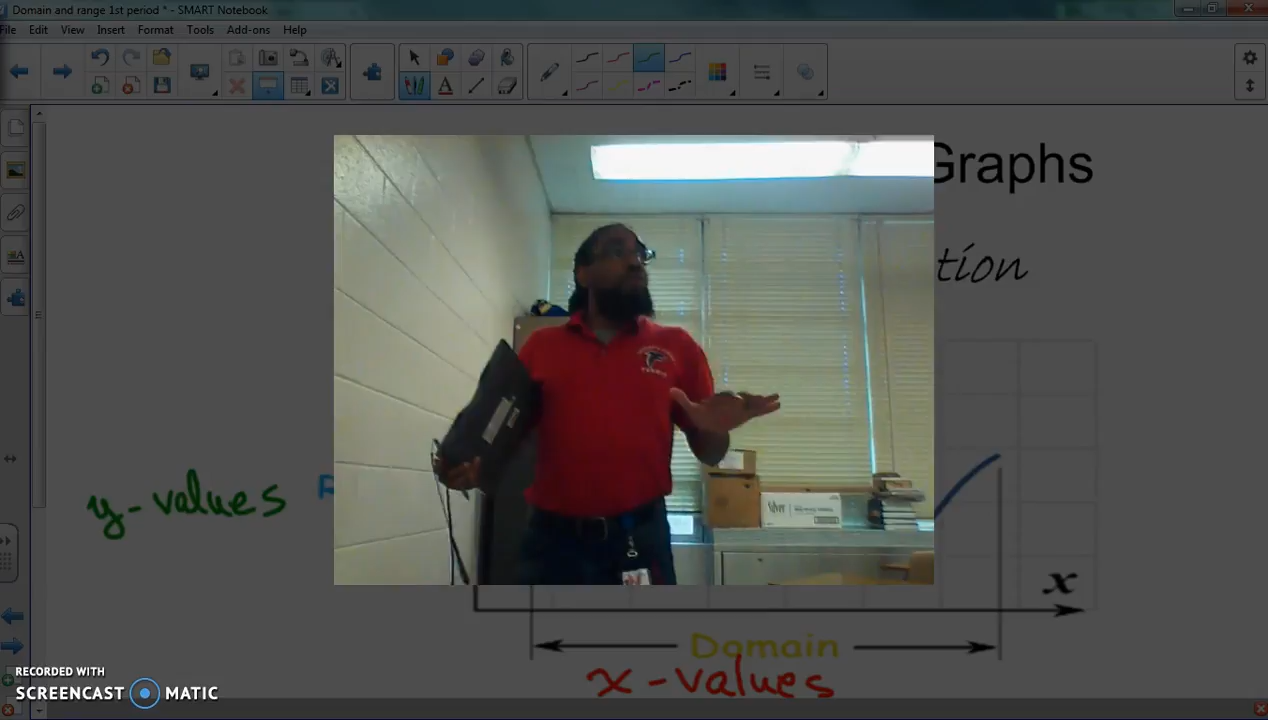 Domain and range 1st period * - SMART Notebook
File Edit View Insert Format Tools Add-ons Help
Graphs
tion
y-values
x
Domain
x-values
RECORDED WITH
SCREENCAST MATIC